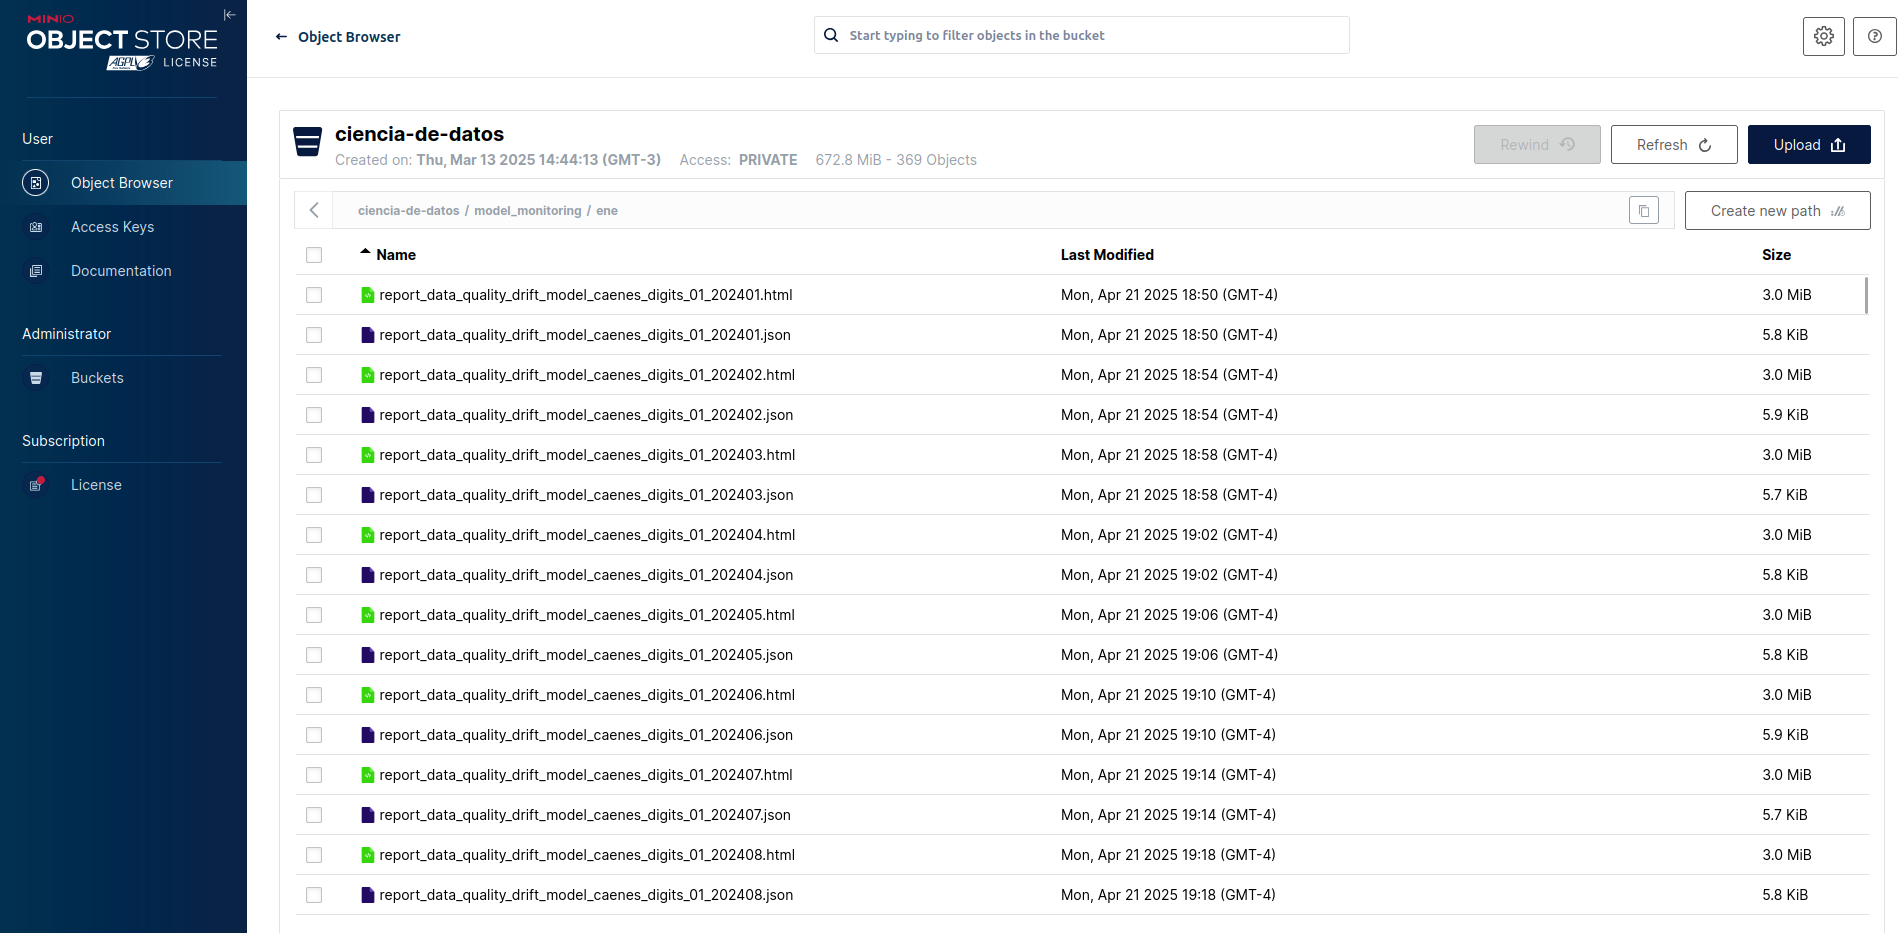 MINIO
OBJECT STORE
AGPL LICENSE
User
Object Browser
Access Keys
Documentation
Administrator
Buckets
Subscription
License
Object Browser
Start typing to filter objects in the bucket
ciencia-de-datos
Created on: Thu, Mar 13 2025 14:44:13 (GMT-3) Access: PRIVATE 672.8 MiB - 369 Objects
Rewind
Refresh
Upload
ciencia-de-datos / model_monitoring / ene
Create new path
Name Last Modified Size
report_data_quality_drift_model_caenes_digits_01_202401.html Mon, Apr 21 2025 18:50 (GMT-4) 3.0 MiB
report_data_quality_drift_model_caenes_digits_01_202401.json Mon, Apr 21 2025 18:50 (GMT-4) 5.8 KiB
report_data_quality_drift_model_caenes_digits_01_202402.html Mon, Apr 21 2025 18:54 (GMT-4) 3.0 MiB
report_data_quality_drift_model_caenes_digits_01_202402.json Mon, Apr 21 2025 18:54 (GMT-4) 5.9 KiB
report_data_quality_drift_model_caenes_digits_01_202403.html Mon, Apr 21 2025 18:58 (GMT-4) 3.0 MiB
report_data_quality_drift_model_caenes_digits_01_202403.json Mon, Apr 21 2025 18:58 (GMT-4) 5.7 KiB
report_data_quality_drift_model_caenes_digits_01_202404.html Mon, Apr 21 2025 19:02 (GMT-4) 3.0 MiB
report_data_quality_drift_model_caenes_digits_01_202404.json Mon, Apr 21 2025 19:02 (GMT-4) 5.8 KiB
report_data_quality_drift_model_caenes_digits_01_202405.html Mon, Apr 21 2025 19:06 (GMT-4) 3.0 MiB
report_data_quality_drift_model_caenes_digits_01_202405.json Mon, Apr 21 2025 19:06 (GMT-4) 5.8 KiB
report_data_quality_drift_model_caenes_digits_01_202406.html Mon, Apr 21 2025 19:10 (GMT-4) 3.0 MiB
report_data_quality_drift_model_caenes_digits_01_202406.json Mon, Apr 21 2025 19:10 (GMT-4) 5.9 KiB
report_data_quality_drift_model_caenes_digits_01_202407.html Mon, Apr 21 2025 19:14 (GMT-4) 3.0 MiB
report_data_quality_drift_model_caenes_digits_01_202407.json Mon, Apr 21 2025 19:14 (GMT-4) 5.7 KiB
report_data_quality_drift_model_caenes_digits_01_202408.html Mon, Apr 21 2025 19:18 (GMT-4) 3.0 MiB
report_data_quality_drift_model_caenes_digits_01_202408.json Mon, Apr 21 2025 19:18 (GMT-4) 5.8 KiB